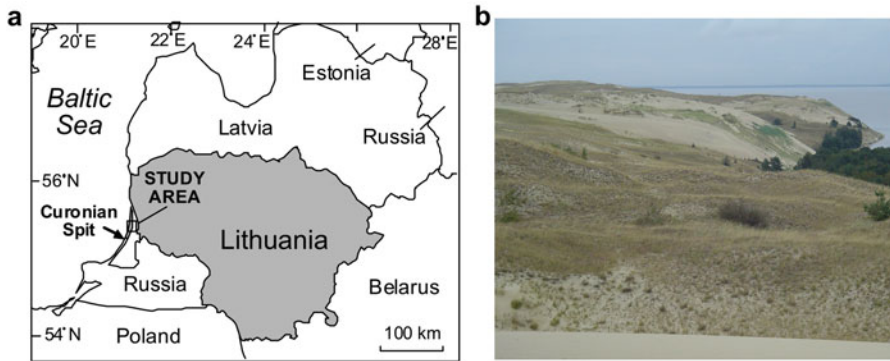 a
20°E
22°E
24°E
28°E
Estonia
Baltic
Sea
Latvia
Russia
56°N
STUDY
AREA
Curonian
Spit
Lithuania
Russia
Belarus
54°N
Poland
100 km
b